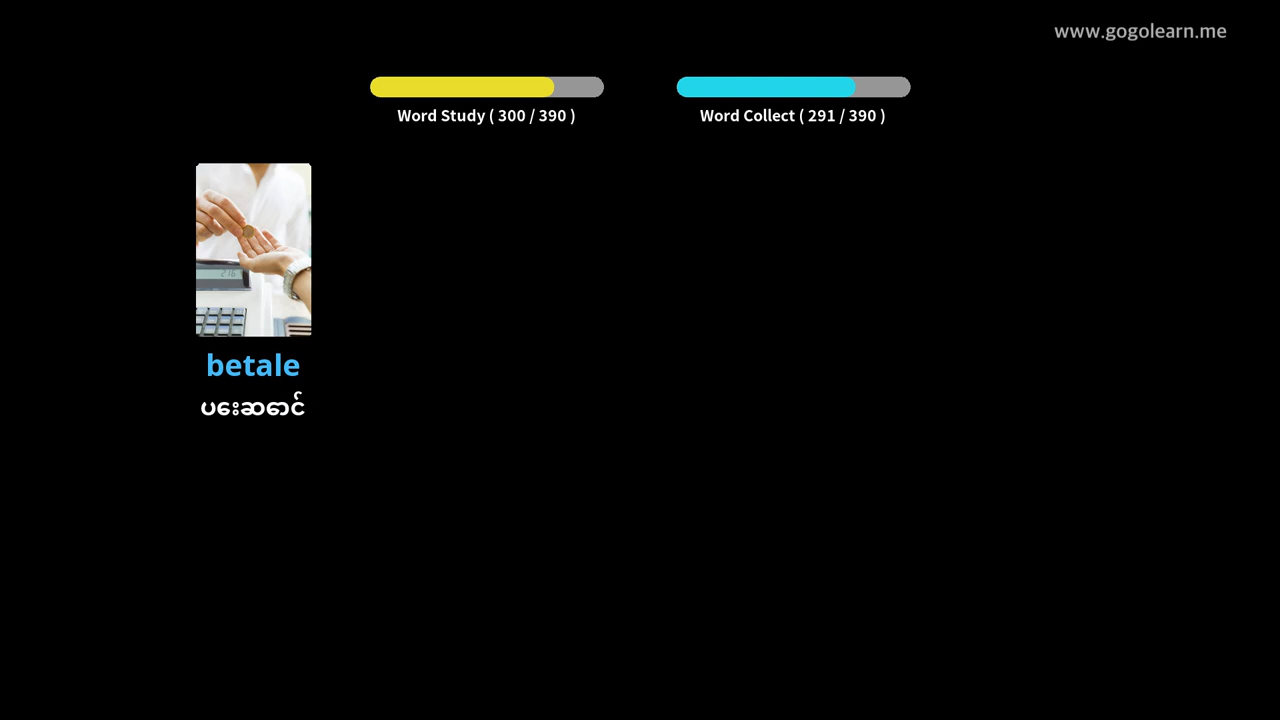 www.gogolearn.me
Word Study ( 300 / 390 )
Word Collect ( 291 / 390 )
betale
ပေးဆောင်